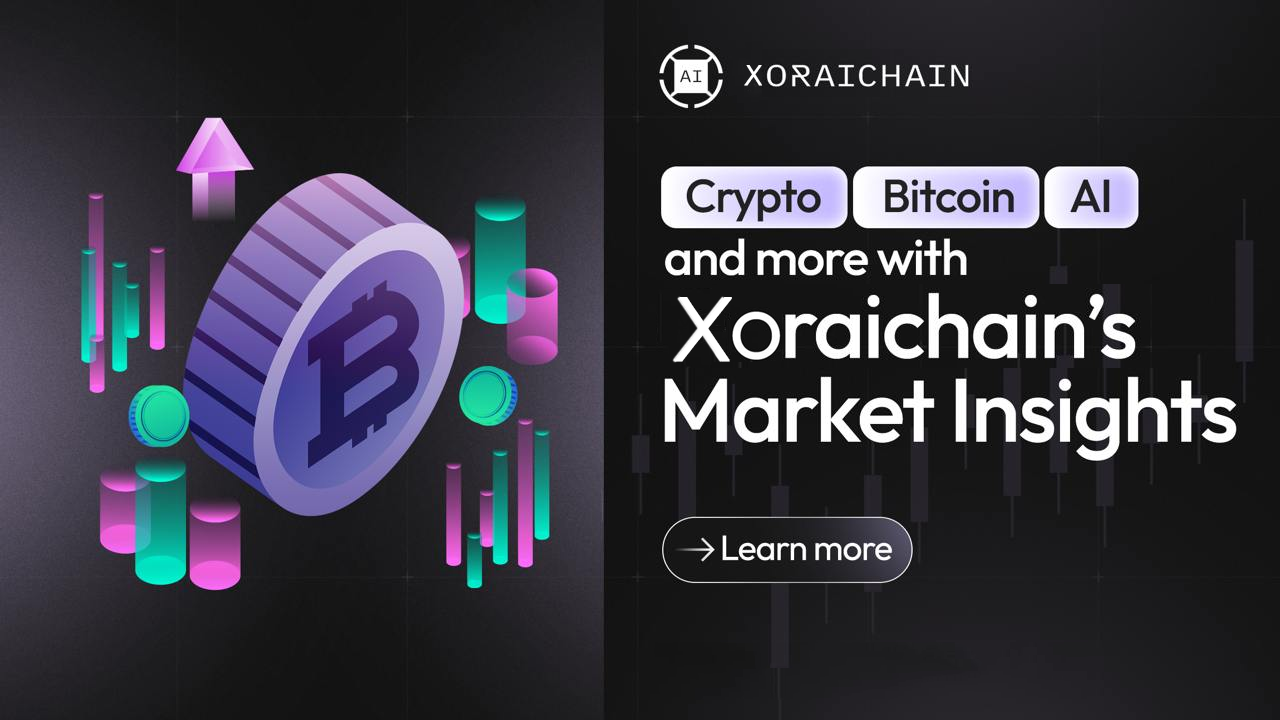 AI XORAICHAIN
Crypto Bitcoin AI
and more with
Xoraichain’s
Market Insights
Learn more